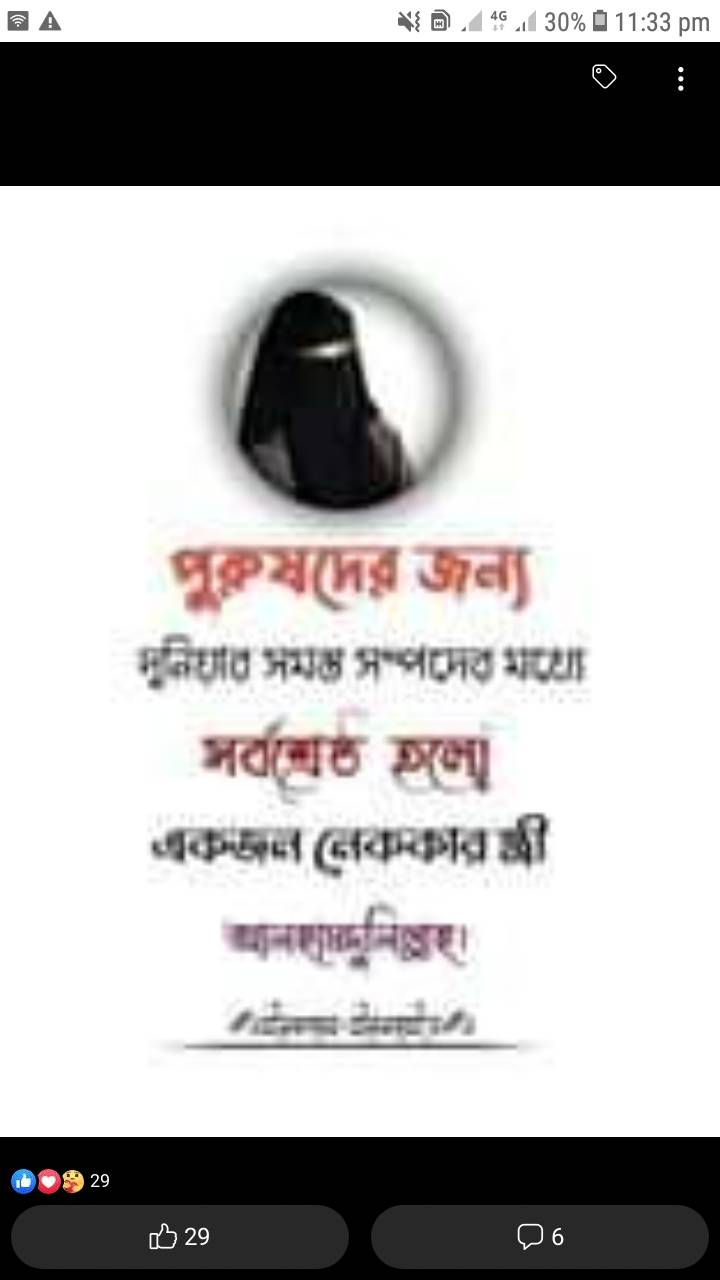 30% 11:33 pm
4G
পুরুষদের জন্য
দুনিয়ার সমস্ত সম্পদের মধ্যে
সর্বশ্রেষ্ঠ হলো
একজন নেককার স্ত্রী
আলহামদুলিল্লাহ।
29
29
6